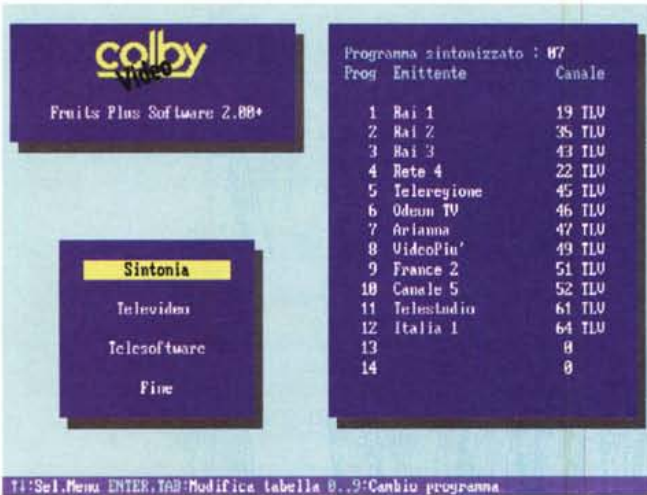 colby
Video
Fruits Plus Software 2.00+
Sintonia
Televideo
Telesoftware
Fine
Programma sintonizzato : 07
Prog Emittente Canale
1 Rai 1 19 TLV
2 Rai 2 35 TLV
3 Rai 3 43 TLV
4 Rete 4 22 TLV
5 Teleregione 45 TLV
6 Odeon TV 46 TLV
7 Arianna 47 TLV
8 VideoPiu' 49 TLV
9 France 2 51 TLV
10 Canale 5 52 TLV
11 Telestudio 61 TLV
12 Italia 1 64 TLV
13 0
14 0
↑↓:Sel.Menu ENTER,TAB:Modifica tabella 0..9:Cambio programma